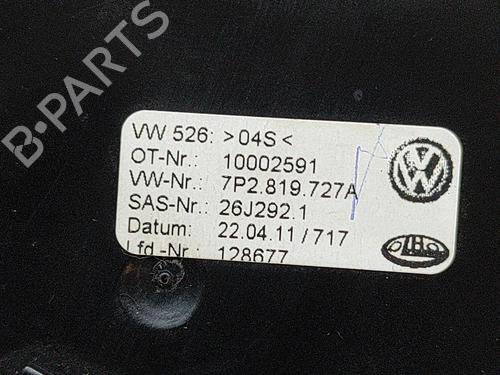 B-PARTS
VW 526: >04S<
OT-Nr.: 10002591
VW-Nr.: 7P2.819.727A
SAS-Nr.: 26J292.1
Datum: 22.04.11/717
Lfd.-Nr.: 128677